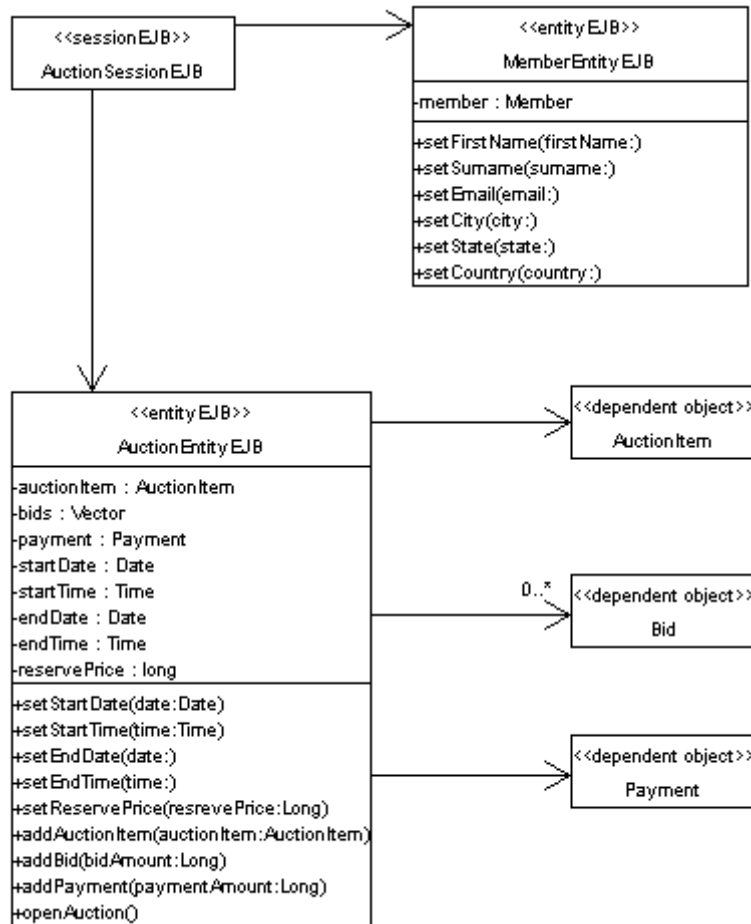 <<sessionEJB>>
AuctionSessionEJB
<<entityEJB>>
MemberEntityEJB
-member : Member
+setFirstName(firstName:)
+setSurname(surname:)
+setEmail(email:)
+setCity(city:)
+setState(state:)
+setCountry(country:)
<<entityEJB>>
AuctionEntityEJB
-auctionItem : AuctionItem
-bids : Vector
-payment : Payment
-startDate : Date
-startTime : Time
-endDate : Date
-endTime : Time
-reservePrice : long
+setStartDate(date:Date)
+setStartTime(time:Time)
+setEndDate(date:)
+setEndTime(time:)
+setReservePrice(resrevePrice:Long)
+addAuctionItem(auctionItem:AuctionItem)
+addBid(bidAmount:Long)
+addPayment(paymentAmount:Long)
+openAuction()
<<dependent object>>
AuctionItem
0..*
<<dependent object>>
Bid
<<dependent object>>
Payment